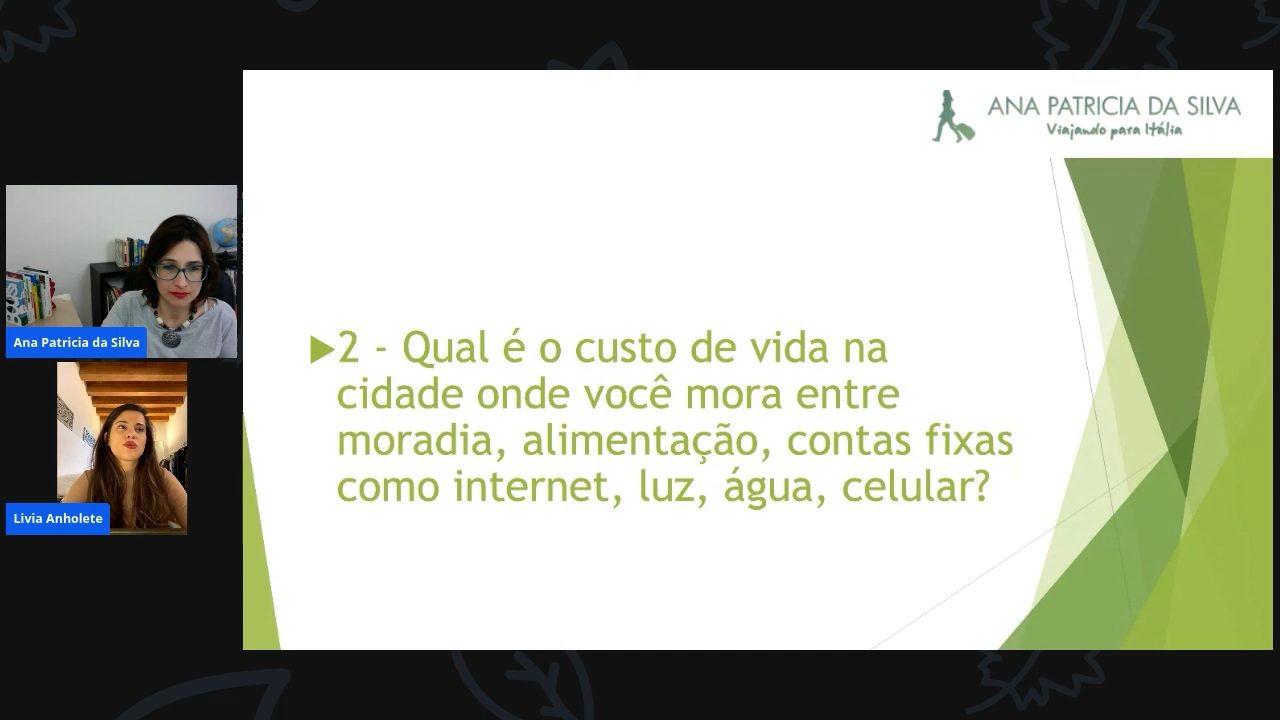 ANA PATRICIA DA SILVA
Viajando para Itália
Ana Patricia da Silva
Livia Anholete
2 - Qual é o custo de vida na
cidade onde você mora entre
moradia, alimentação, contas fixas
como internet, luz, água, celular?